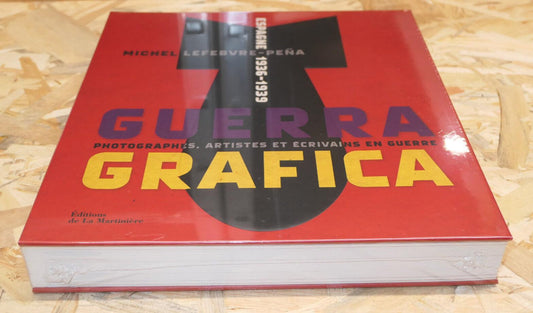 MICHEL LEFEBVRE-PEÑA
ESPAGNE 1936-1939
GUERRA
PHOTOGRAPHES, ARTISTES ET ÉCRIVAINS EN GUERRE
GRAFICA
Éditions
de La Martinière